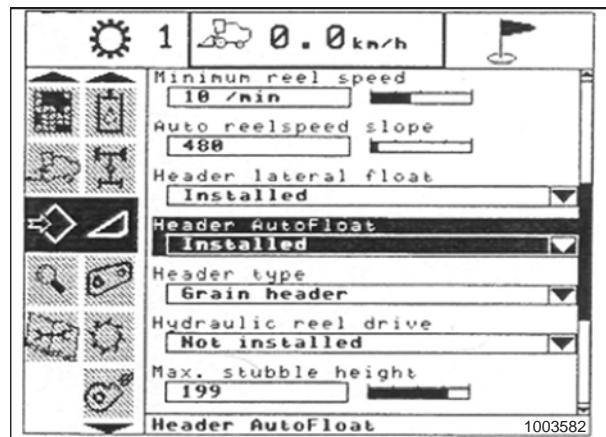 1 0.0km/h
Minimum reel speed
10 /min
Auto reelspeed slope
480
Header lateral float
Installed
Header AutoFloat
Installed
Header type
Grain header
Hydraulic reel drive
Not installed
Max. stubble height
199
Header AutoFloat
1003582